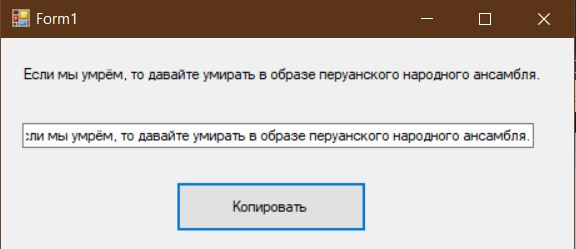 Form1
Если мы умрём, то давайте умирать в образе перуанского народного ансамбля.
сли мы умрём, то давайте умирать в образе перуанского народного ансамбля.
Копировать